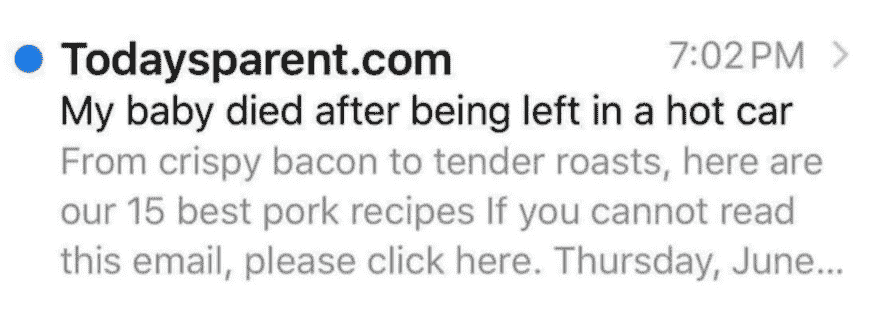 Todaysparent.com 7:02 PM
My baby died after being left in a hot car
From crispy bacon to tender roasts, here are
our 15 best pork recipes If you cannot read
this email, please click here. Thursday, June...